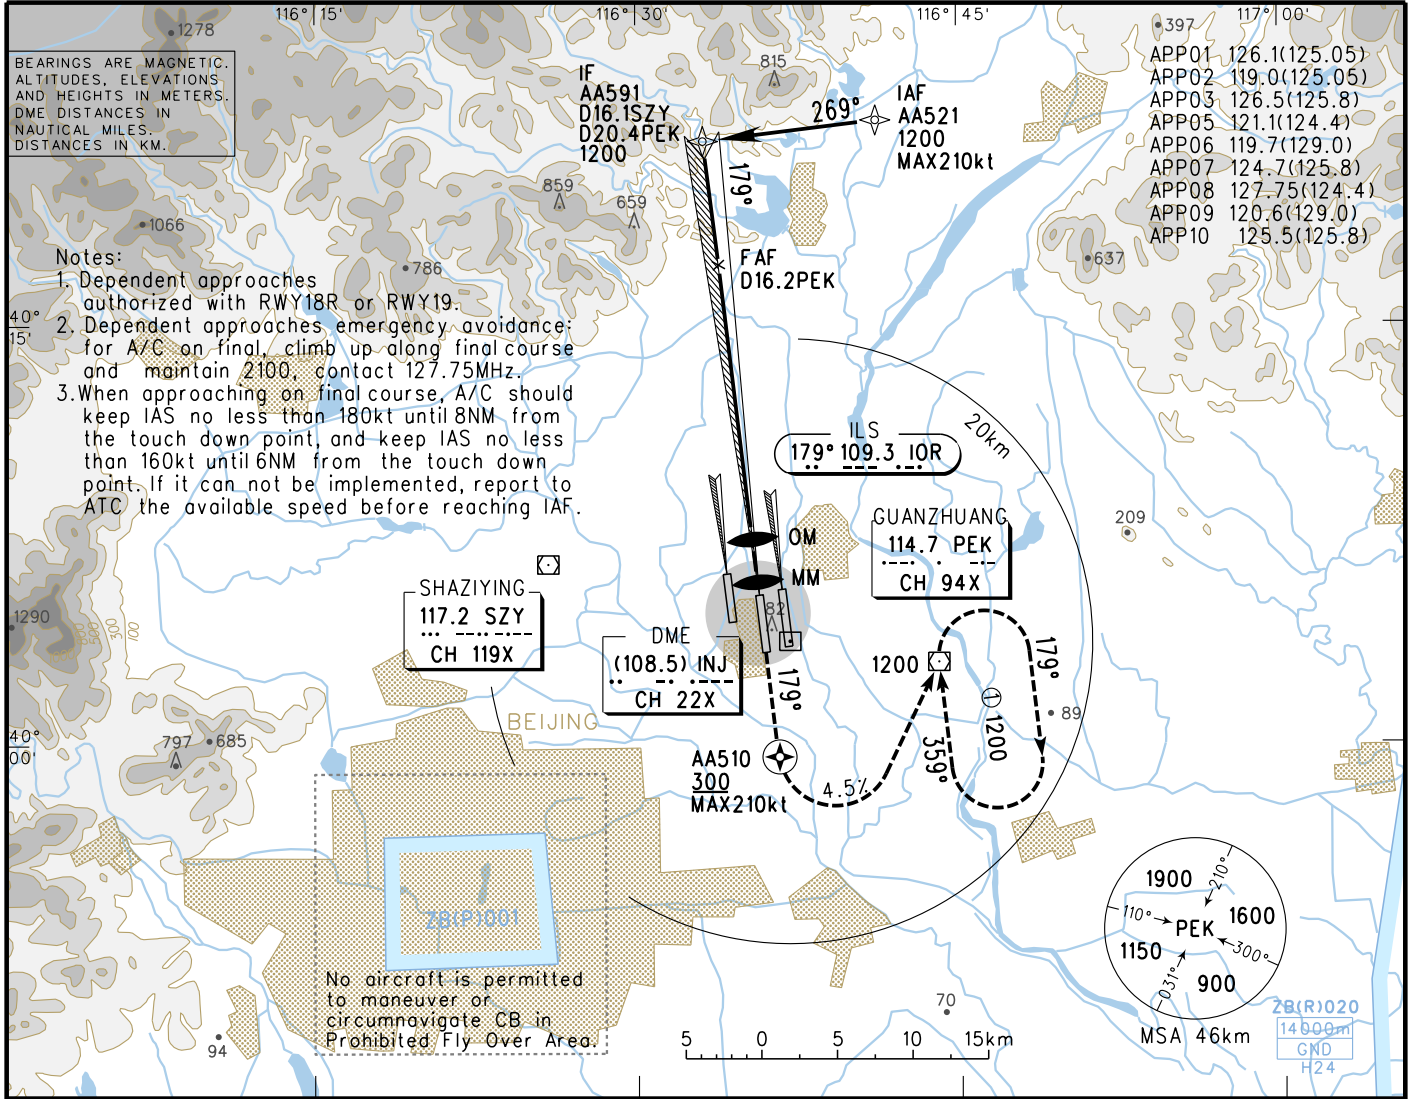 116° 15'
116° 30'
116° 45'
117° 00'
1278
BEARINGS ARE MAGNETIC.
ALTITUDES, ELEVATIONS
AND HEIGHTS IN METERS.
DME DISTANCES IN
NAUTICAL MILES.
DISTANCES IN KM.
IF
AA591
D16.1SZY
D20.4PEK
1200
815
269°
IAF
AA521
1200
MAX210kt
397
APP01 126.1(125.05)
APP02 119.0(125.05)
APP03 126.5(125.8)
APP05 121.1(124.4)
APP06 119.7(129.0)
APP07 124.7(125.8)
APP08 127.75(124.4)
APP09 120.6(129.0)
APP10 125.5(125.8)
179°
859
659
1066
786
637
FAF
D16.2PEK
Notes:
1. Dependent approaches
authorized with RWY18R or RWY19.
2. Dependent approaches emergency avoidance:
for A/C on final, climb up along final course
and maintain 2100, contact 127.75MHz.
3.When approaching on final course, A/C should
keep IAS no less than 180kt until 8NM from
the touch down point, and keep IAS no less
than 160kt until 6NM from the touch down
point. If it can not be implemented, report to
ATC the available speed before reaching IAF.
40°
15'
20km
ILS
179° 109.3 IOR
OM
MM
GUANZHUANG
114.7 PEK
CH 94X
209
SHAZIYING
117.2 SZY
CH 119X
82
DME
(108.5) INJ
CH 22X
1290
500
300
100
179°
1200
179°
1 1200
359°
89
BEIJING
797
685
40°
00'
AA510
300
MAX210kt
4.5%
ZB(P)001
No aircraft is permitted
to maneuver or
circumnavigate CB in
Prohibited Fly Over Area.
94
70
5 0 5 10 15km
1900
210°
110°
PEK
1600
1150
300°
031°
900
MSA 46km
ZB(R)020
14000m
GND
H24